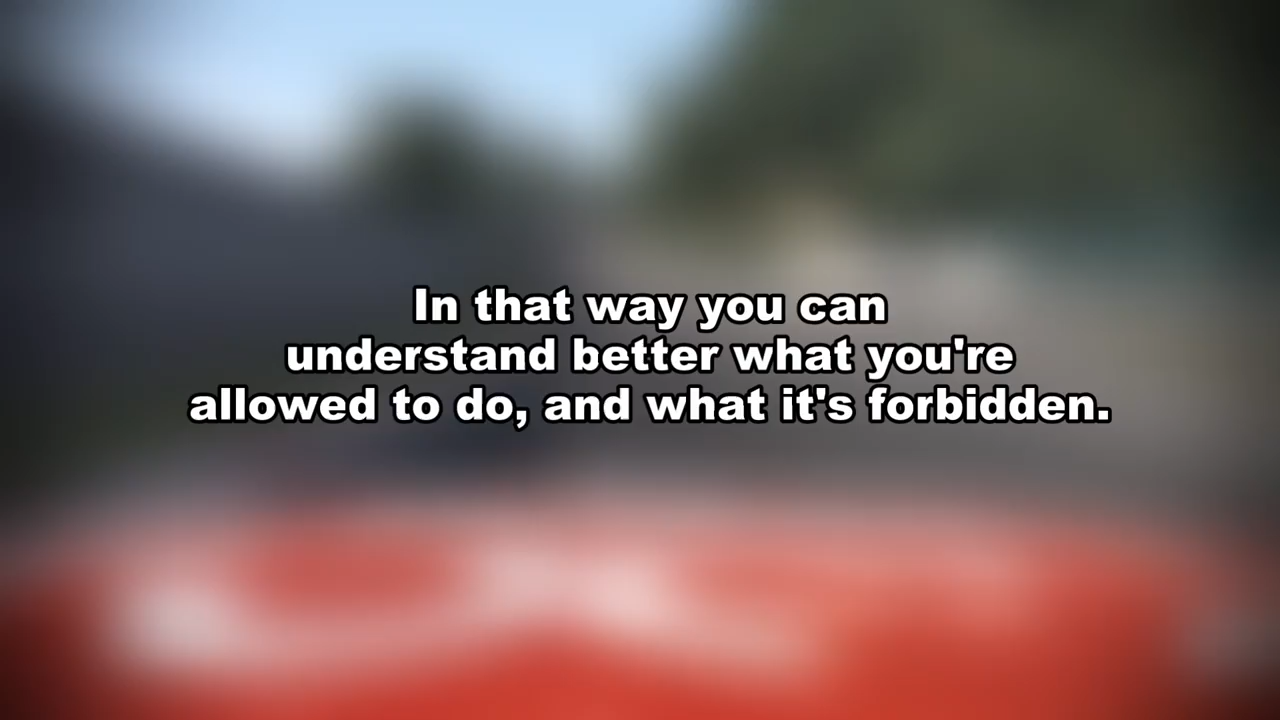 In that way you can
understand better what you're
allowed to do, and what it's forbidden.